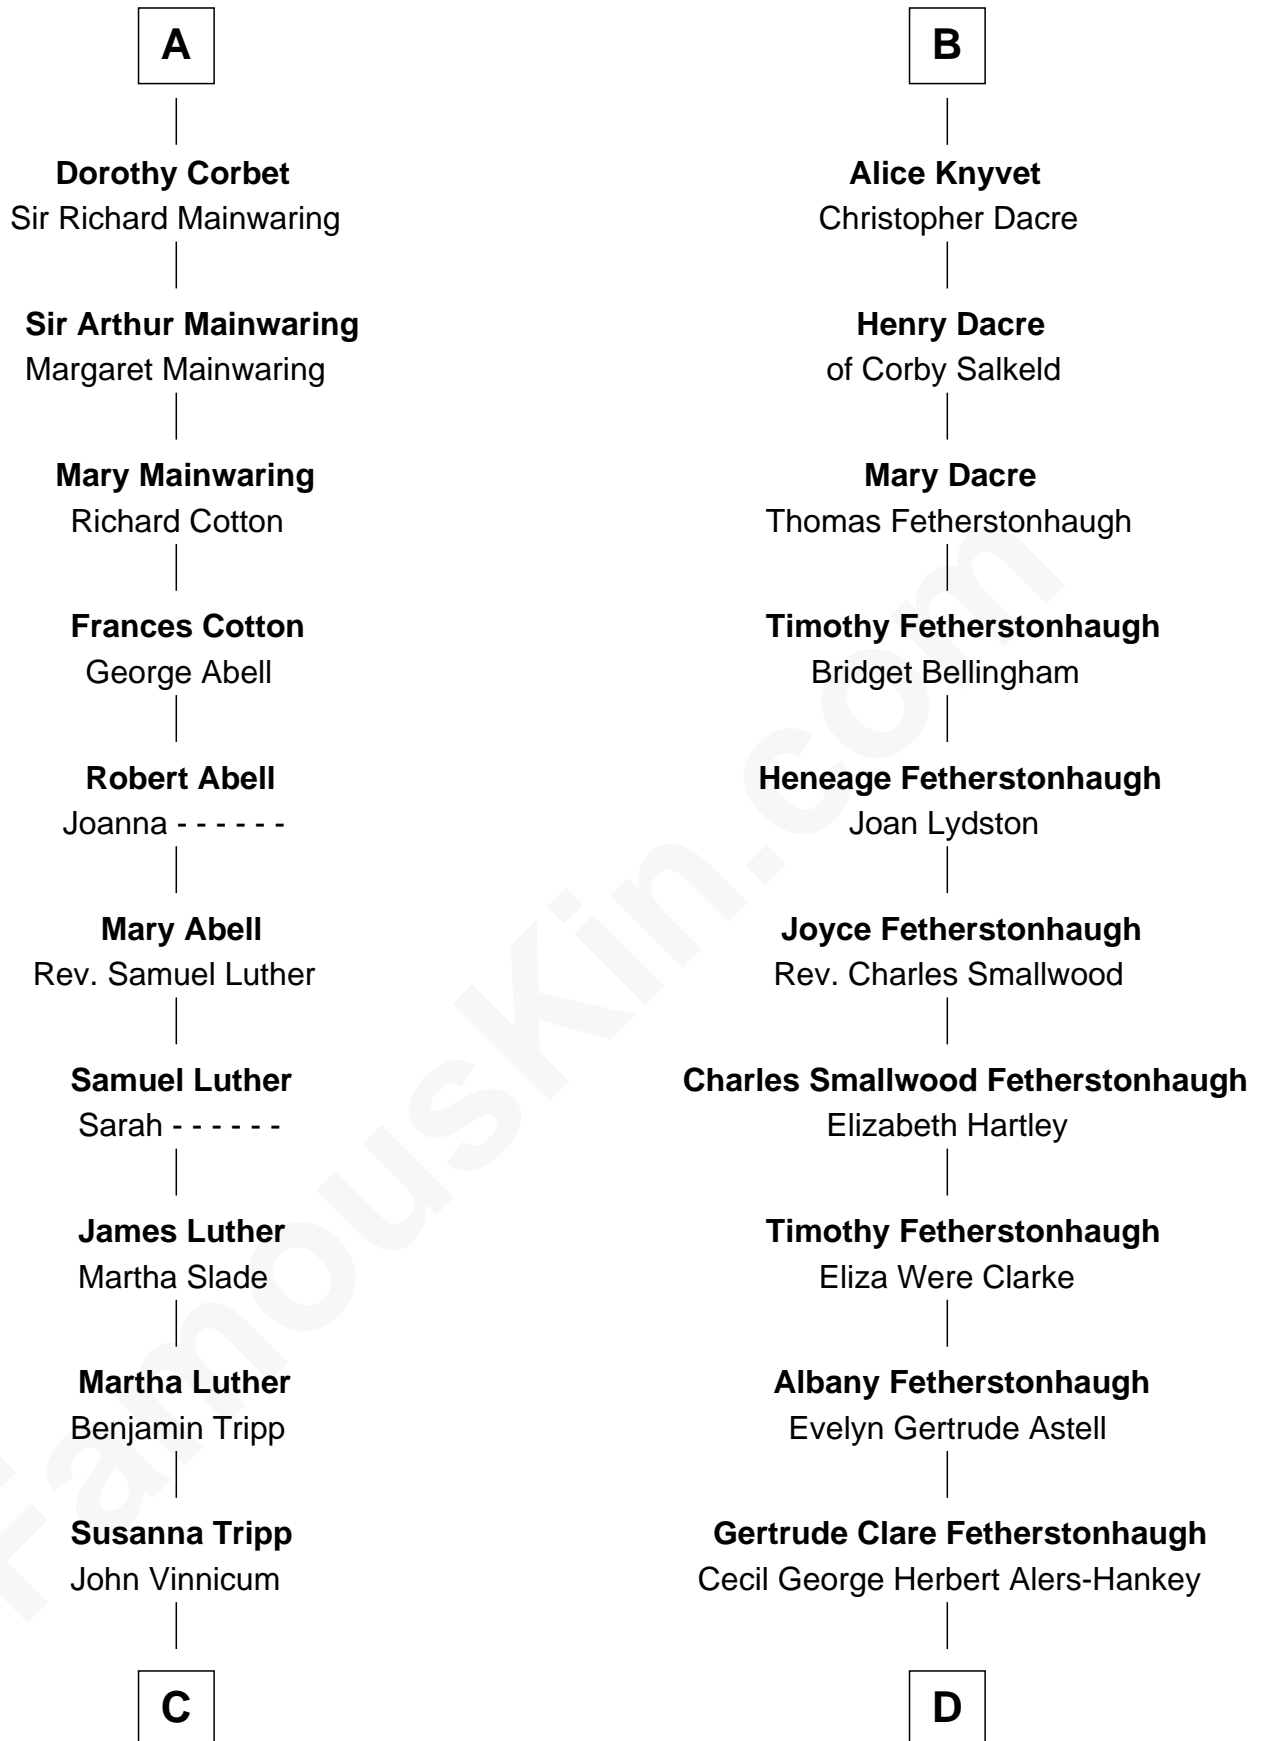 A
Dorothy Corbet
Sir Richard Mainwaring
Sir Arthur Mainwaring
Margaret Mainwaring
Mary Mainwaring
Richard Cotton
Frances Cotton
George Abell
Robert Abell
Joanna - - - - - -
Mary Abell
Rev. Samuel Luther
Samuel Luther
Sarah - - - - - -
James Luther
Martha Slade
Martha Luther
Benjamin Tripp
Susanna Tripp
John Vinnicum
C
B
Alice Knyvet
Christopher Dacre
Henry Dacre
of Corby Salkeld
Mary Dacre
Thomas Fetherstonhaugh
Timothy Fetherstonhaugh
Bridget Bellingham
Heneage Fetherstonhaugh
Joan Lydston
Joyce Fetherstonhaugh
Rev. Charles Smallwood
Charles Smallwood Fetherstonhaugh
Elizabeth Hartley
Timothy Fetherstonhaugh
Eliza Were Clarke
Albany Fetherstonhaugh
Evelyn Gertrude Astell
Gertrude Clare Fetherstonhaugh
Cecil George Herbert Alers-Hankey
D
FamousKin.com